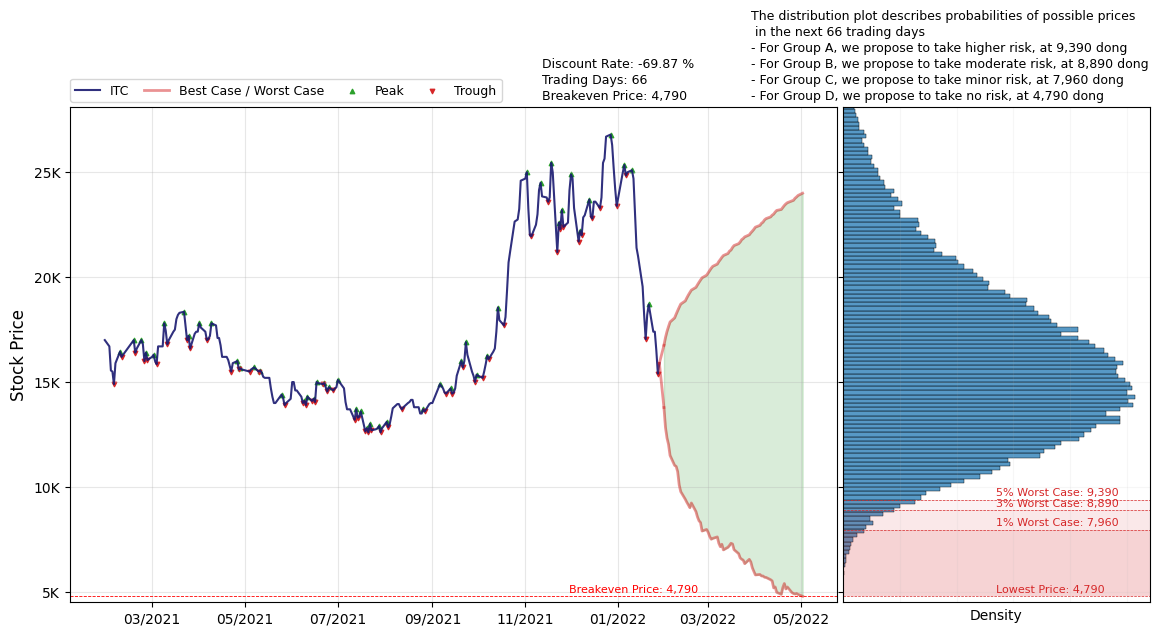 The distribution plot describes probabilities of possible prices
in the next 66 trading days
- For Group A, we propose to take higher risk, at 9,390 dong
- For Group B, we propose to take moderate risk, at 8,890 dong
- For Group C, we propose to take minor risk, at 7,960 dong
- For Group D, we propose to take no risk, at 4,790 dong
Discount Rate: -69.87 %
Trading Days: 66
Breakeven Price: 4,790
ITC
Best Case / Worst Case
Peak
Trough
Stock Price
25K
20K
15K
10K
5K
Breakeven Price: 4,790
03/2021
05/2021
07/2021
09/2021
11/2021
01/2022
03/2022
05/2022
5% Worst Case: 9,390
3% Worst Case: 8,890
1% Worst Case: 7,960
Lowest Price: 4,790
Density